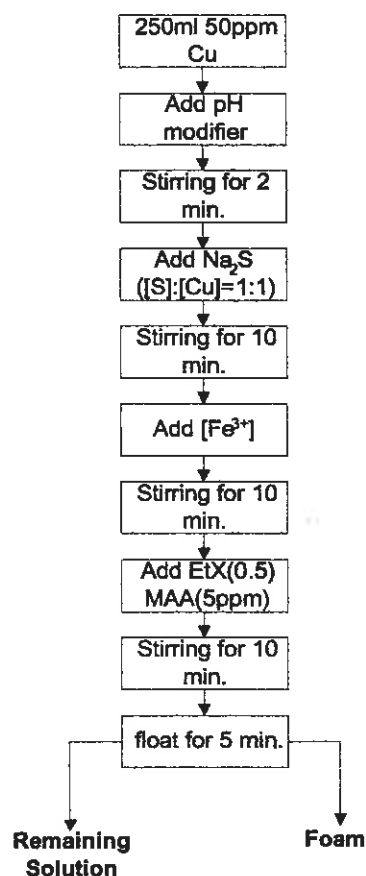 250ml 50ppm
Cu
Add pH
modifier
Stirring for 2
min.
Add Na₂S
([S]:[Cu]=1:1)
Stirring for 10
min.
Add [Fe³⁺]
Stirring for 10
min.
Add EtX(0.5)
MAA(5ppm)
Stirring for 10
min.
float for 5 min.
Remaining
Solution
Foam